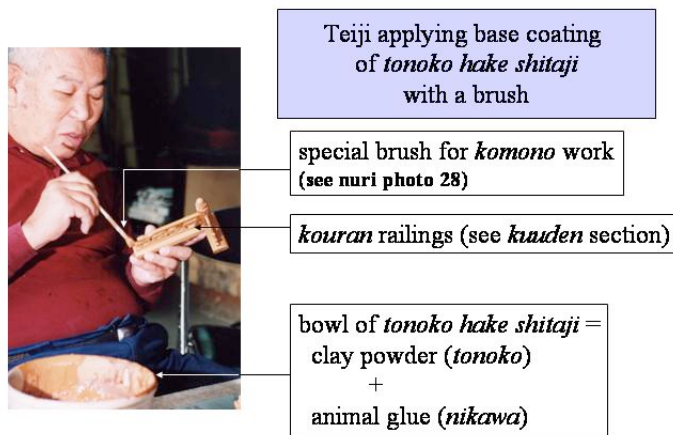 Teiji applying base coating
of tonoko hake shitaji
with a brush
special brush for komono work
(see nuri photo 28)
kouran railings (see kuuden section)
bowl of tonoko hake shitaji =
clay powder (tonoko)
+
animal glue (nikawa)